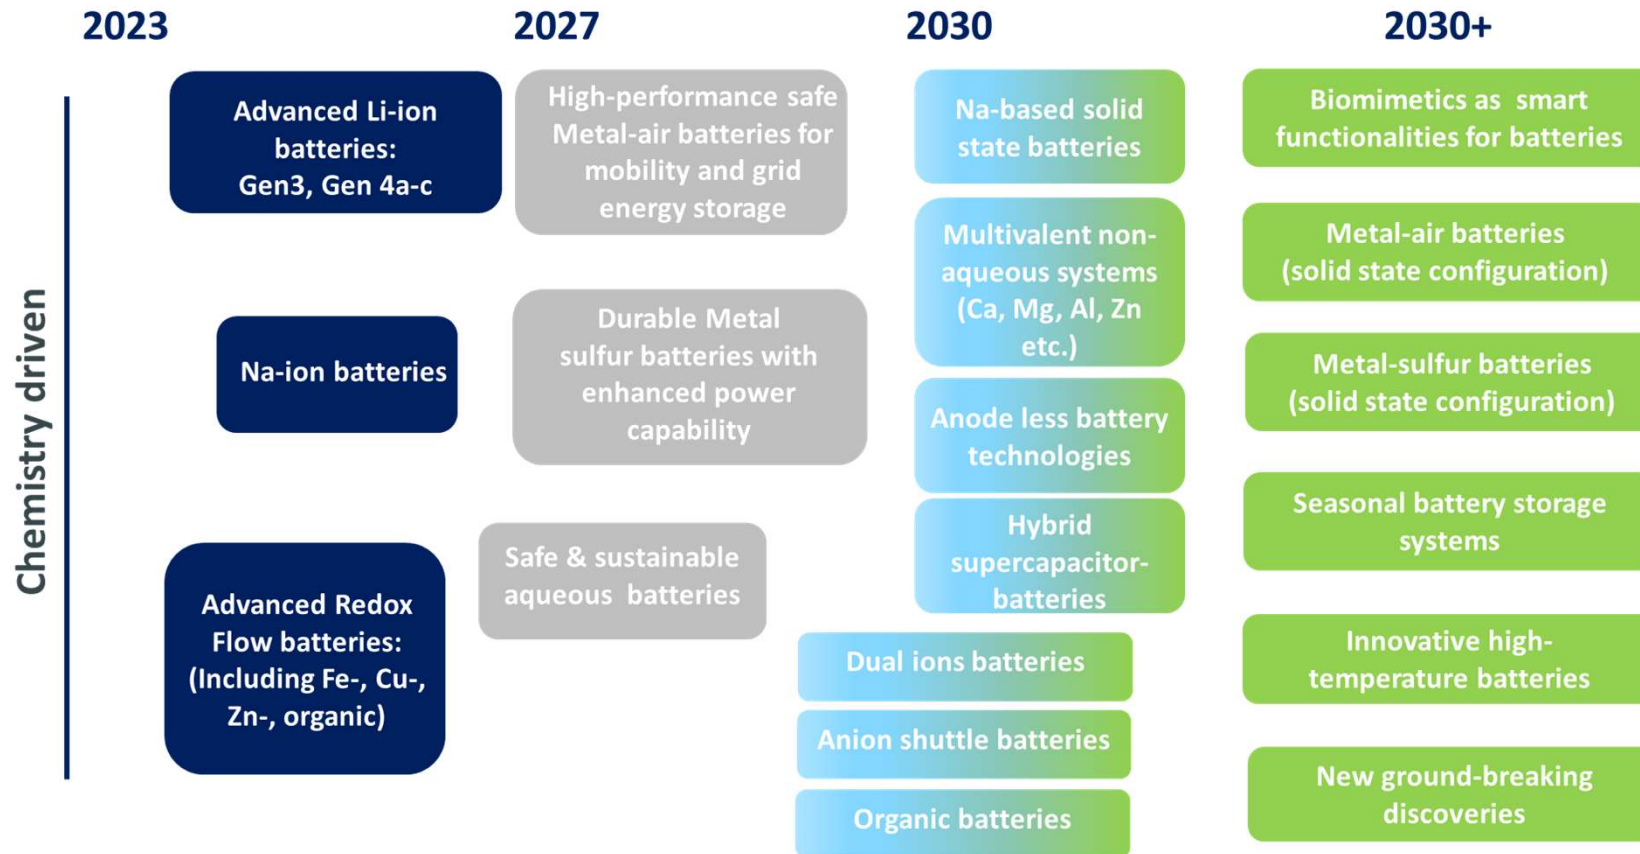 2023
2027
2030
2030+
Chemistry driven
Advanced Li-ion
batteries:
Gen3, Gen 4a-c
Na-ion batteries
Advanced Redox
Flow batteries:
(Including Fe-, Cu-,
Zn-, organic)
High-performance safe
Metal-air batteries for
mobility and grid
energy storage
Durable Metal
sulfur batteries with
enhanced power
capability
Safe & sustainable
aqueous batteries
Na-based solid
state batteries
Multivalent non-
aqueous systems
(Ca, Mg, Al, Zn
etc.)
Anode less battery
technologies
Hybrid
supercapacitor-
batteries
Dual ions batteries
Anion shuttle batteries
Organic batteries
Biomimetics as smart
functionalities for batteries
Metal-air batteries
(solid state configuration)
Metal-sulfur batteries
(solid state configuration)
Seasonal battery storage
systems
Innovative high-
temperature batteries
New ground-breaking
discoveries